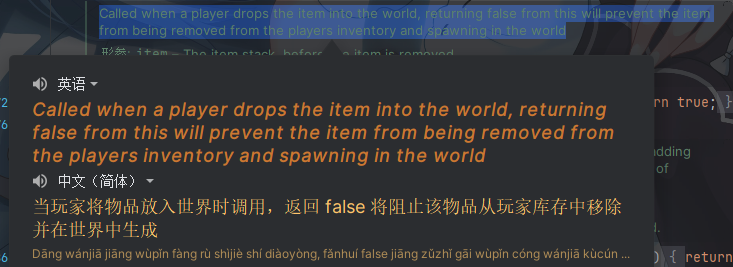 Called when a player drops the item into the world, returning false from this will prevent the item
from being removed from the players inventory and spawning in the world
形参: item – The item stack, before a item is removed
英语
72
rn true; }
Called when a player drops the item into the world, returning
76
false from this will prevent the item from being removed from
the players inventory and spawning in the world
adding
of
中文（简体）
当玩家将物品放入世界时调用，返回 false 将阻止该物品从玩家库存中移除
并在世界中生成
d.
Dāng wánjiā jiāng wùpǐn fàng rù shìjiè shí diàoyòng, fǎnhuí false jiāng zǔzhǐ gāi wùpǐn cóng wánjiā kùcún ...
86
) { return